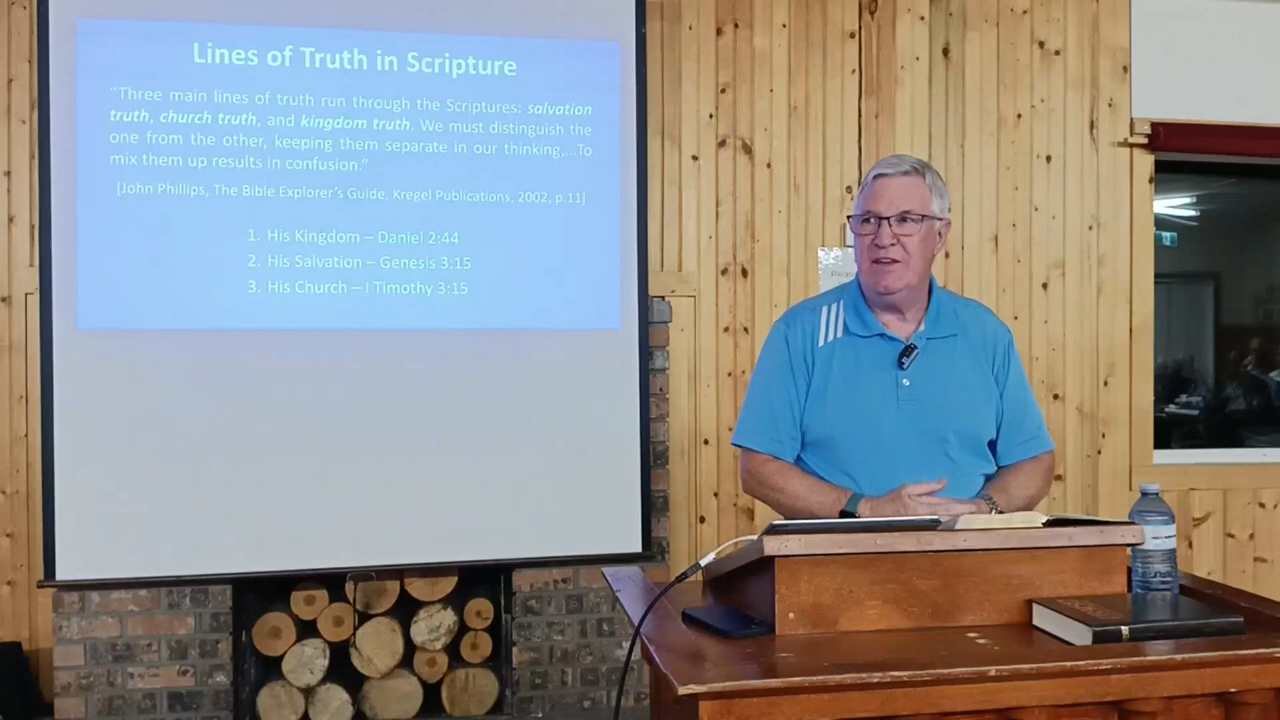 Lines of Truth in Scripture
"Three main lines of truth run through the Scriptures: salvation
truth, church truth, and kingdom truth. We must distinguish the
one from the other, keeping them separate in our thinking,...To
mix them up results in confusion."
[John Phillips, The Bible Explorer's Guide, Kregel Publications, 2002, p.11]
1. His Kingdom – Daniel 2:44
2. His Salvation – Genesis 3:15
3. His Church – I Timothy 3:15
Please